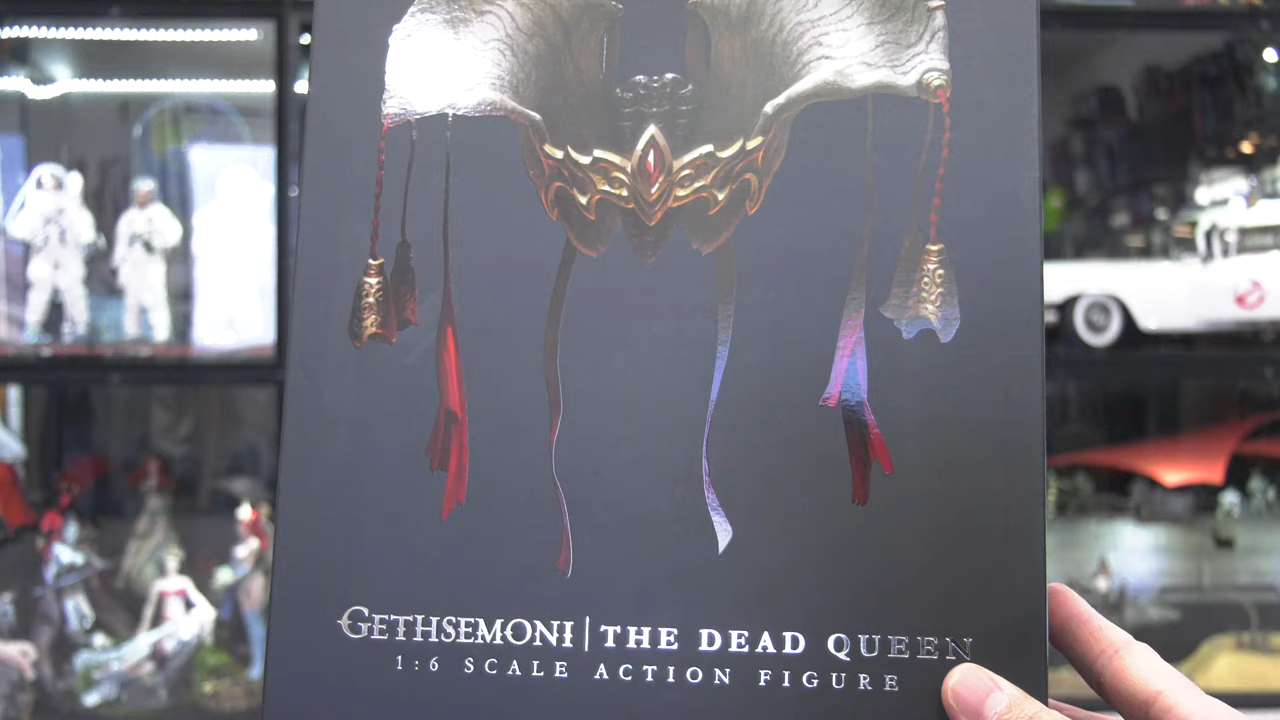 GETHSEMONI | THE DEAD QUEEN
1:6 SCALE ACTION FIGURE